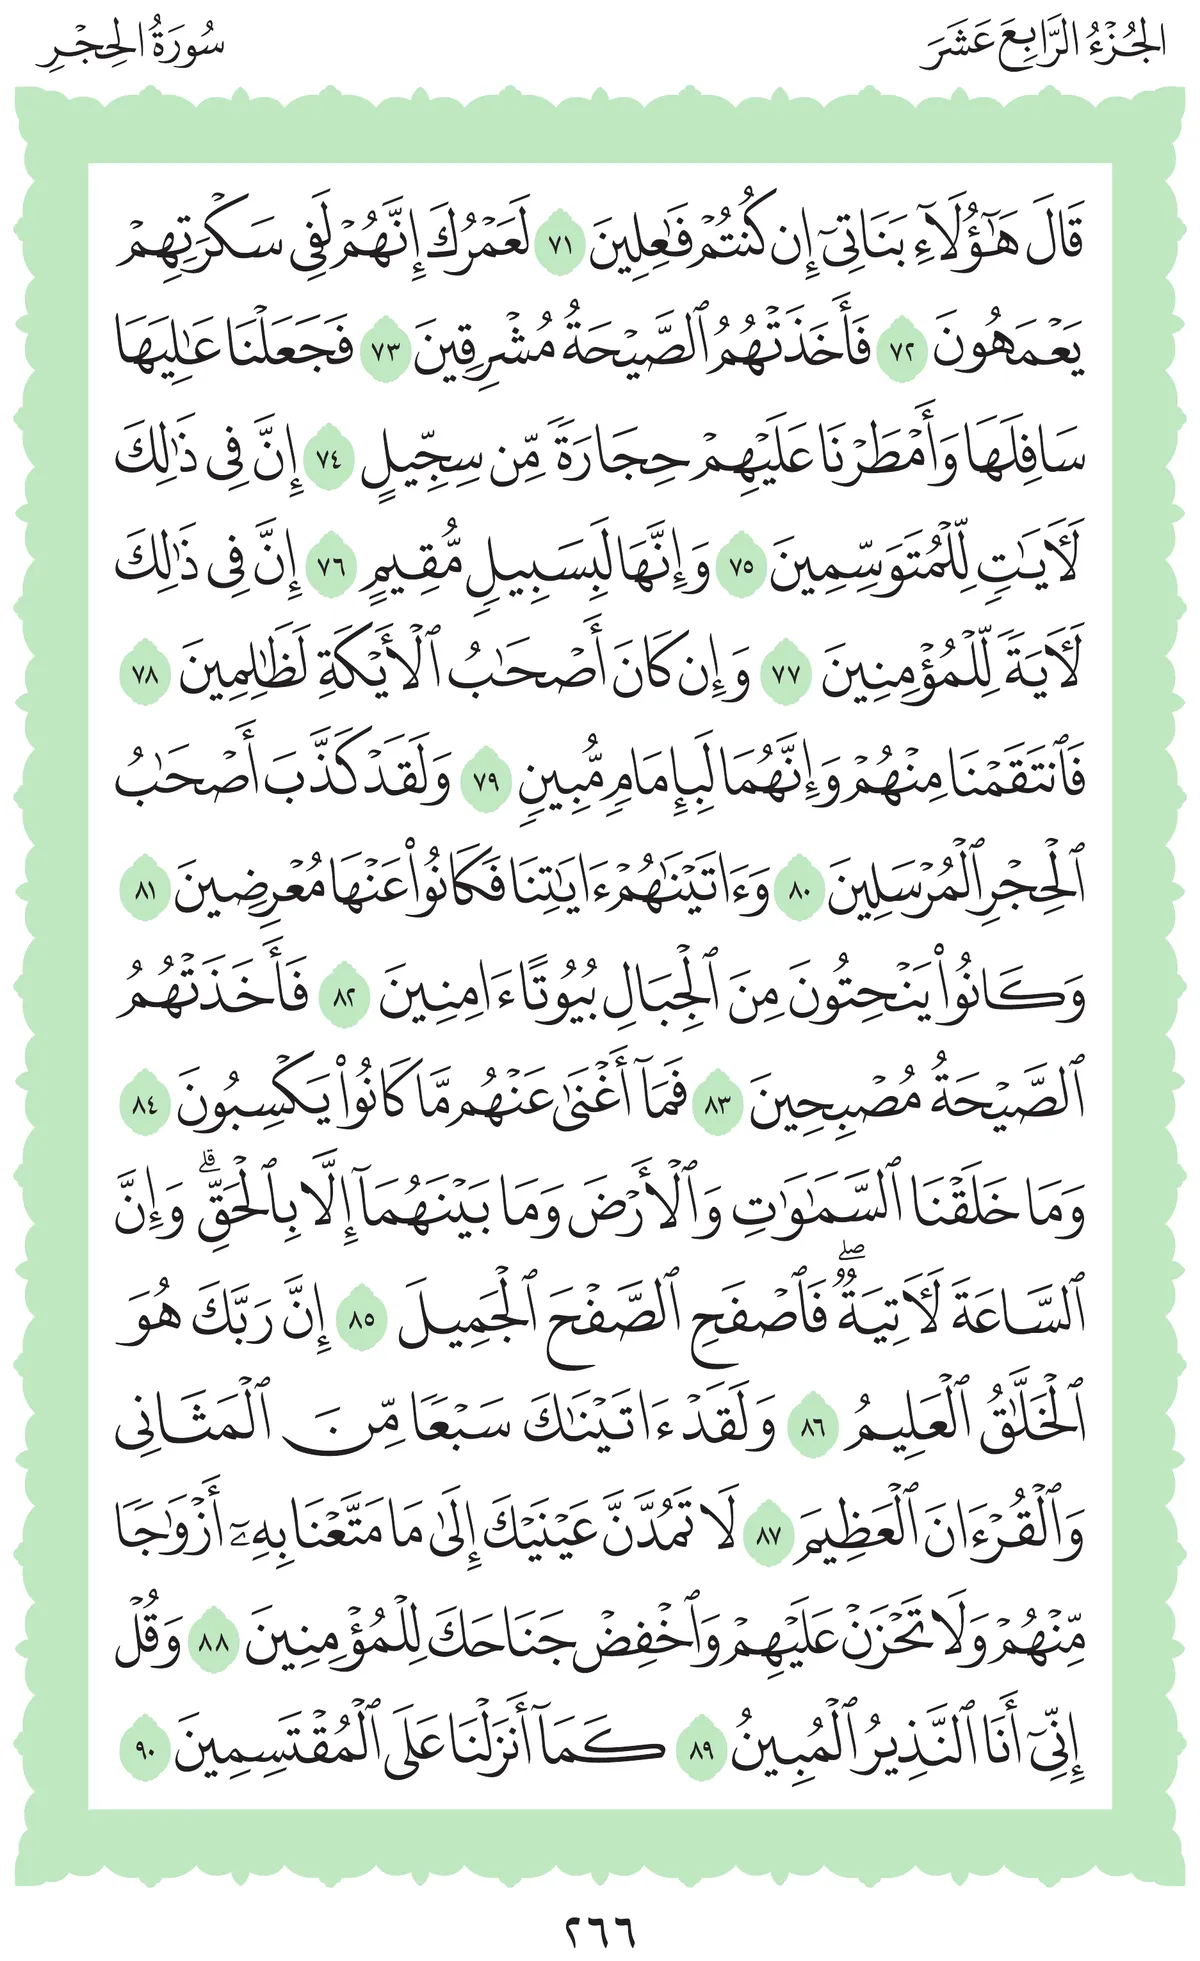 الجُزْءُ الرَّابِعَ عَشَرَ
سُورَةُ الحِجْرِ
قَالَ هَٰٓؤُلَآءِ بَنَاتِىٓ إِن كُنتُمْ فَٰعِلِينَ ٧١ لَعَمْرُكَ إِنَّهُمْ لَفِى سَكْرَتِهِمْ
يَعْمَهُونَ ٧٢ فَأَخَذَتْهُمُ ٱلصَّيْحَةُ مُشْرِقِينَ ٧٣ فَجَعَلْنَا عَٰلِيَهَا
سَافِلَهَا وَأَمْطَرْنَا عَلَيْهِمْ حِجَارَةً مِّن سِجِّيلٍ ٧٤ إِنَّ فِى ذَٰلِكَ
لَءَايَٰتٍ لِّلْمُتَوَسِّمِينَ ٧٥ وَإِنَّهَا لَبِسَبِيلٍ مُّقِيمٍ ٧٦ إِنَّ فِى ذَٰلِكَ
لَءَايَةً لِّلْمُؤْمِنِينَ ٧٧ وَإِن كَانَ أَصْحَٰبُ ٱلْأَيْكَةِ لَظَٰلِمِينَ ٧٨
فَٱنتَقَمْنَا مِنْهُمْ وَإِنَّهُمَا لَبِإِمَامٍ مُّبِينٍ ٧٩ وَلَقَدْ كَذَّبَ أَصْحَٰبُ
ٱلْحِجْرِ ٱلْمُرْسَلِينَ ٨٠ وَءَاتَيْنَٰهُمْ ءَايَٰتِنَا فَكَانُوا۟ عَنْهَا مُعْرِضِينَ ٨١
وَكَانُوا۟ يَنْحِتُونَ مِنَ ٱلْجِبَالِ بُيُوتًا ءَامِنِينَ ٨٢ فَأَخَذَتْهُمُ
ٱلصَّيْحَةُ مُصْبِحِينَ ٨٣ فَمَآ أَغْنَىٰ عَنْهُم مَّا كَانُوا۟ يَكْسِبُونَ ٨٤
وَمَا خَلَقْنَا ٱلسَّمَٰوَٰتِ وَٱلْأَرْضَ وَمَا بَيْنَهُمَآ إِلَّا بِٱلْحَقِّ ۗ وَإِنَّ
ٱلسَّاعَةَ لَءَاتِيَةٌ ۖ فَٱصْفَحِ ٱلصَّفْحَ ٱلْجَمِيلَ ٨٥ إِنَّ رَبَّكَ هُوَ
ٱلْخَلَّٰقُ ٱلْعَلِيمُ ٨٦ وَلَقَدْ ءَاتَيْنَٰكَ سَبْعًا مِّنَ ٱلْمَثَانِى
وَٱلْقُرْءَانَ ٱلْعَظِيمَ ٨٧ لَا تَمُدَّنَّ عَيْنَيْكَ إِلَىٰ مَا مَتَّعْنَا بِهِۦٓ أَزْوَٰجًا
مِّنْهُمْ وَلَا تَحْزَنْ عَلَيْهِمْ وَٱخْفِضْ جَنَاحَكَ لِلْمُؤْمِنِينَ ٨٨ وَقُلْ
إِنِّىٓ أَنَا ٱلنَّذِيرُ ٱلْمُبِينُ ٨٩ كَمَآ أَنزَلْنَا عَلَى ٱلْمُقْتَسِمِينَ ٩٠
٢٦٦